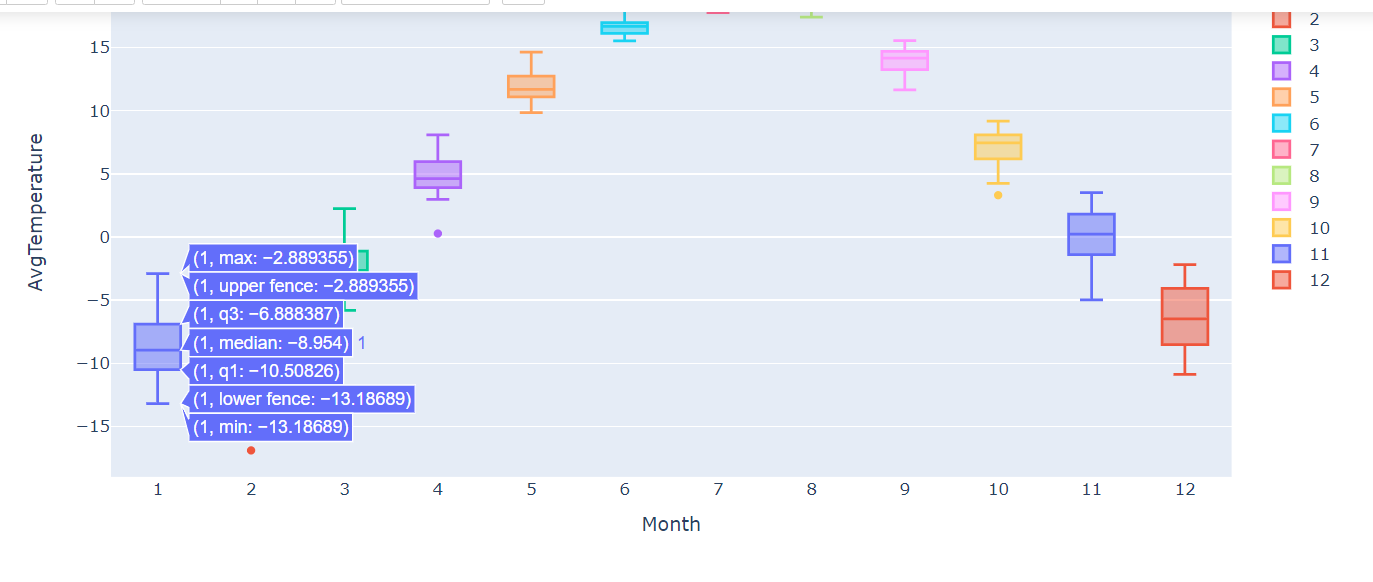 2
15
3
4
10
5
6
AvgTemperature
5
7
8
0
9
(1, max: −2.889355)
10
−5
(1, upper fence: −2.889355)
11
(1, q3: −6.888387)
12
−10
(1, median: −8.954) 1
(1, q1: −10.50826)
(1, lower fence: −13.18689)
−15
(1, min: −13.18689)
1 2 3 4 5 6 7 8 9 10 11 12
Month